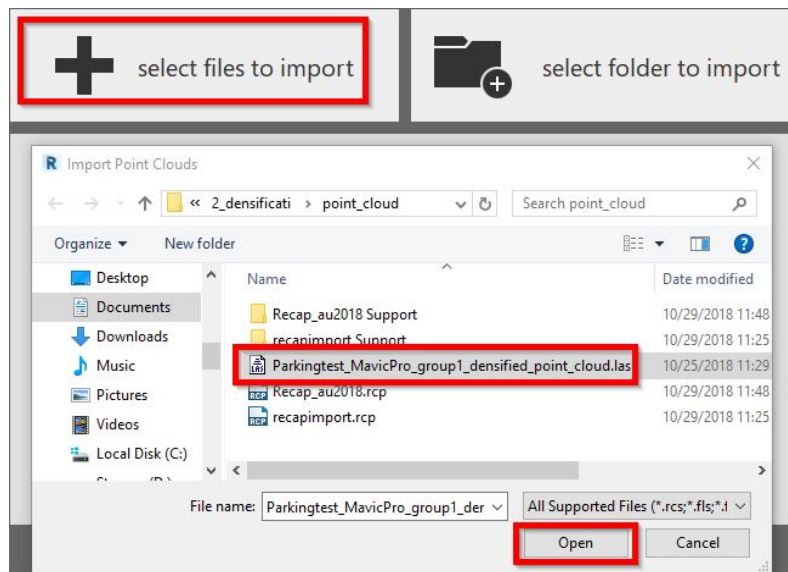 select files to import
select folder to import
R Import Point Clouds
« 2_densificati › point_cloud
Search point_cloud
Organize
New folder
?
Name
Date modified
Desktop
Documents
Downloads
Music
Pictures
Videos
Local Disk (C:)
Recap_au2018 Support
10/29/2018 11:48
recapimport Support
10/29/2018 11:25
LAS
Parkingtest_MavicPro_group1_densified_point_cloud.las
10/25/2018 11:29
RCP
Recap_au2018.rcp
10/29/2018 11:48
RCP
recapimport.rcp
10/29/2018 11:25
File name:
Parkingtest_MavicPro_group1_der
All Supported Files (*.rcs;*.fls;*.f
Open
Cancel